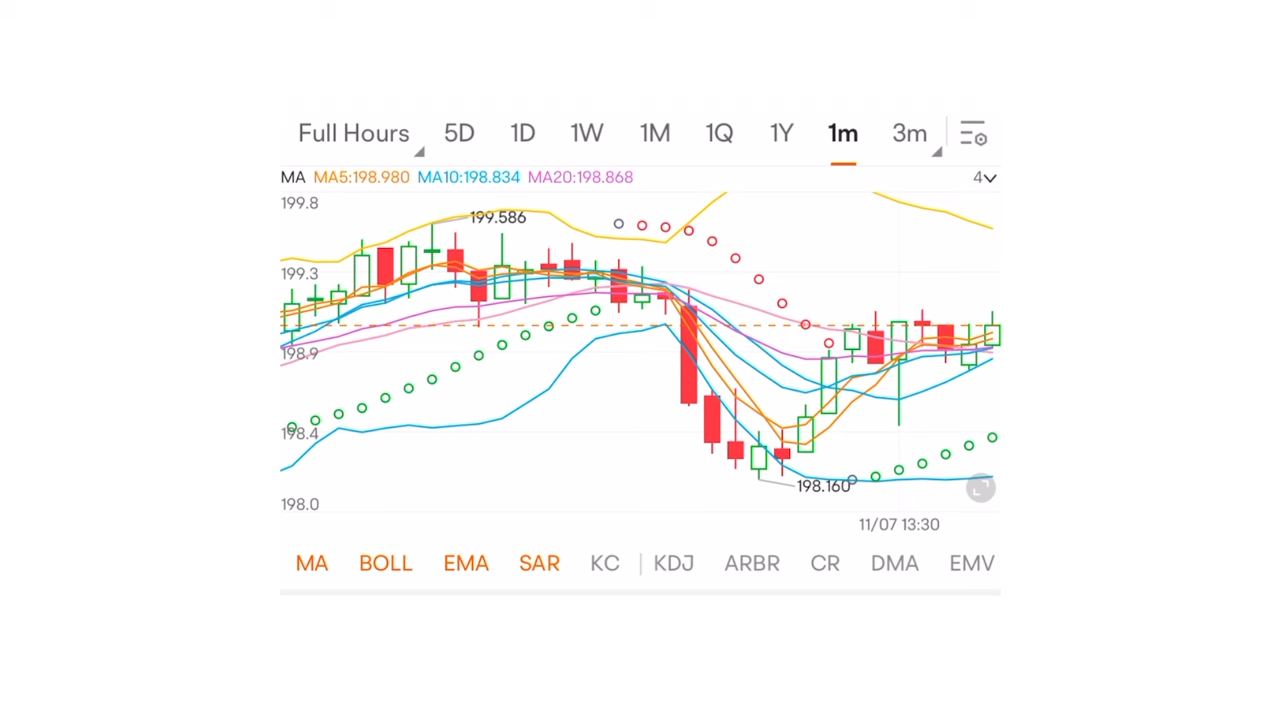 Full Hours 5D 1D 1W 1M 1Q 1Y 1m 3m
MA MA5:198.980 MA10:198.834 MA20:198.868 4
199.8
199.586
199.3
198.9
198.4
198.160
198.0
11/07 13:30
MA BOLL EMA SAR KC KDJ ARBR CR DMA EMV